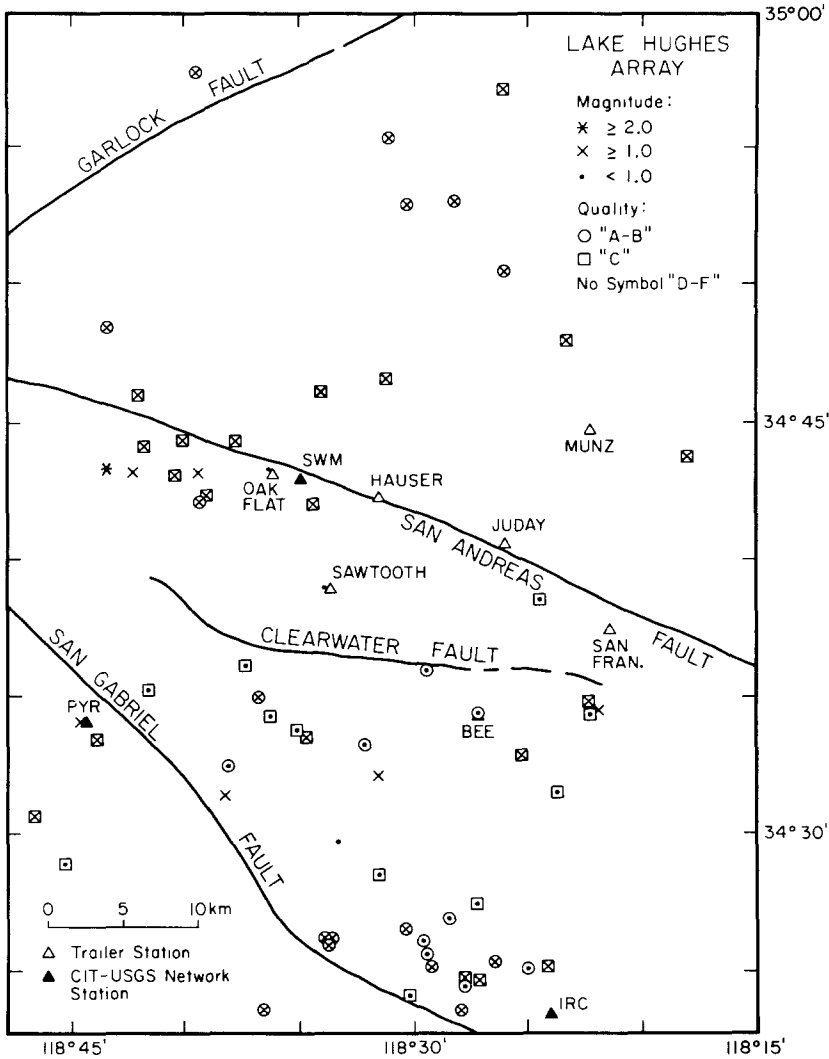 35°00'
LAKE HUGHES
ARRAY
Magnitude:
≥ 2.0
≥ 1.0
< 1.0
Quality:
"A-B"
"C"
No Symbol "D-F"
GARLOCK FAULT
34°45'
MUNZ
SWM
OAK
FLAT
HAUSER
JUDAY
SAN ANDREAS FAULT
SAWTOOTH
SAN
FRAN.
CLEARWATER FAULT
SAN GABRIEL FAULT
PYR
BEE
34°30'
0 5 10 km
Trailer Station
CIT-USGS Network
Station
IRC
118°45'
118°30'
118°15'